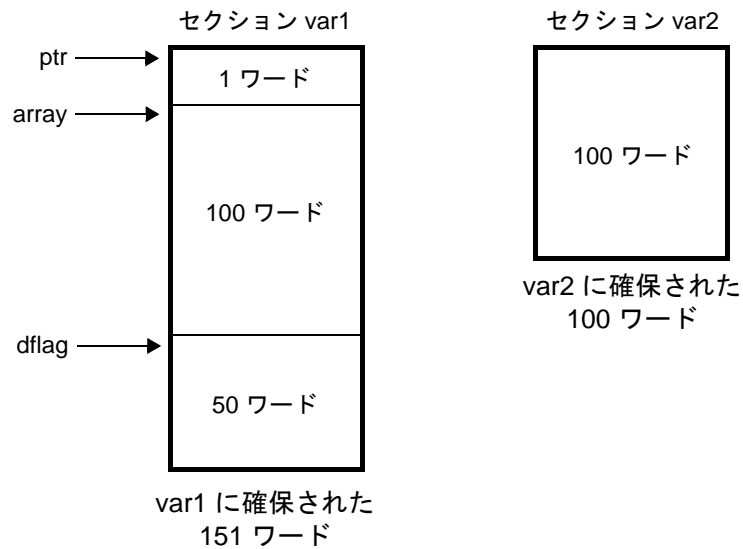 セクション var1
ptr
1 ワード
array
100 ワード
dflag
50 ワード
var1 に確保された
151 ワード
セクション var2
100 ワード
var2 に確保された
100 ワード